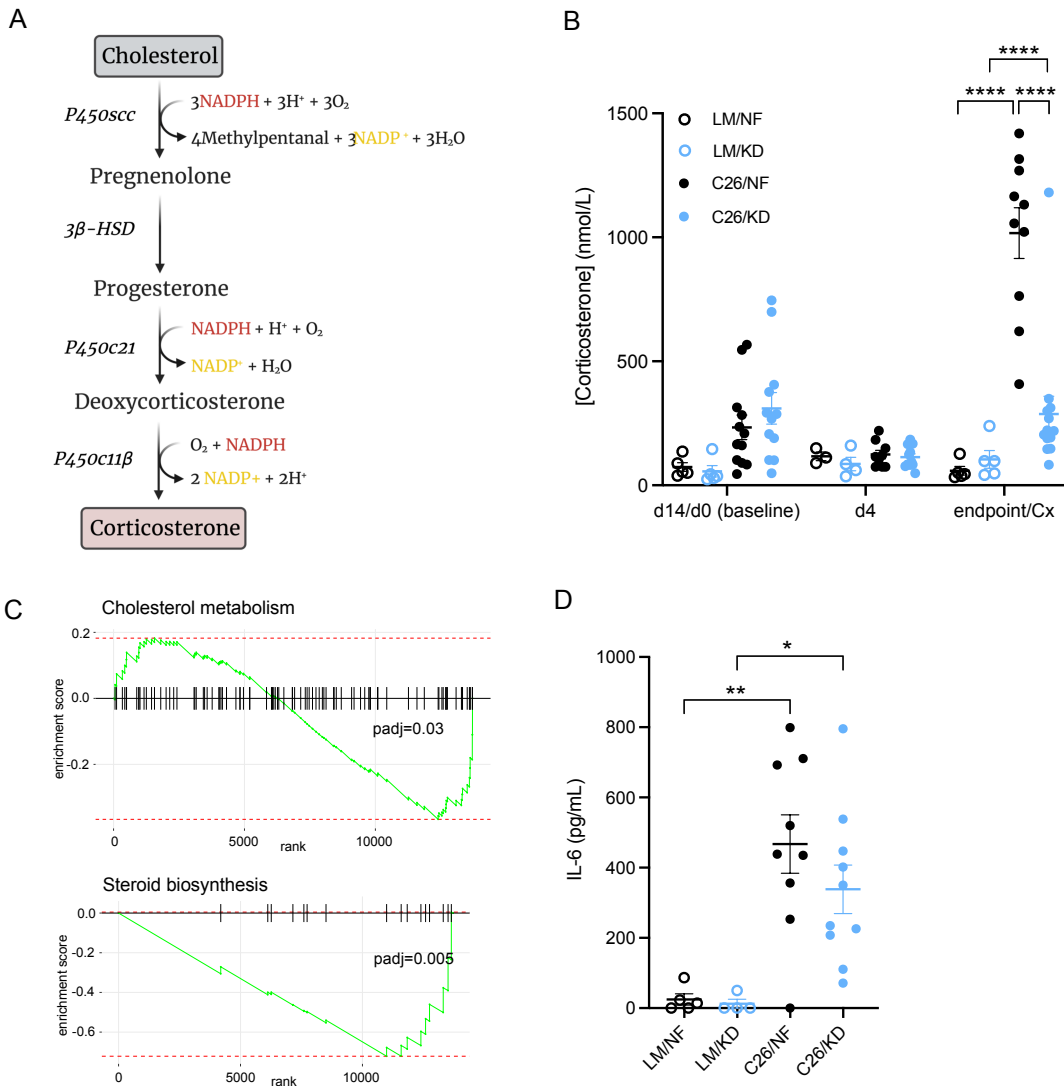 A
Cholesterol
P450scc
3NADPH + 3H⁺ + 3O₂
4Methylpentanal + 3NADP⁺ + 3H₂O
Pregnenolone
3β-HSD
Progesterone
P450c21
NADPH + H⁺ + O₂
NADP⁺ + H₂O
Deoxycorticosterone
P450c11β
O₂ + NADPH
2 NADP+ + 2H⁺
Corticosterone
B
****
**** ****
[Corticosterone] (nmol/L)
1500
1000
500
0
LM/NF
LM/KD
C26/NF
C26/KD
d14/d0 (baseline) d4 endpoint/Cx
C
Cholesterol metabolism
enrichment score
0.2
0.0
-0.2
padj=0.03
0 5000 10000
rank
Steroid biosynthesis
enrichment score
0.0
-0.2
-0.4
-0.6
padj=0.005
0 5000 10000
rank
D
*
**
IL-6 (pg/mL)
1000
800
600
400
200
0
LM/NF LM/KD C26/NF C26/KD